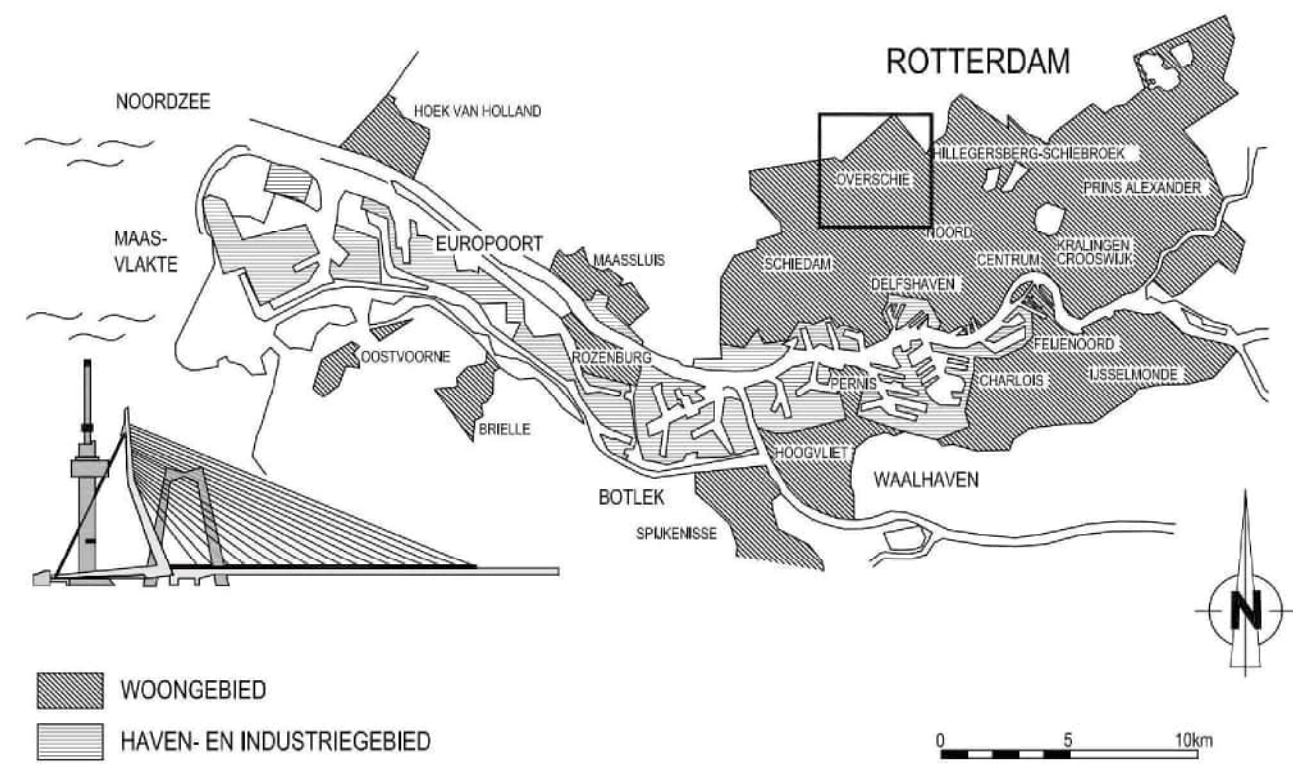 ROTTERDAM
NOORDZEE
HOEK VAN HOLLAND
HILLEGERSBERG-SCHIEBROEK
OVERSCHIE
PRINS ALEXANDER
NOORD
MAAS-
VLAKTE
EUROPOORT
MAASSLUIS
SCHIEDAM
CENTRUM
KRALINGEN
CROOSWIJK
DELFSHAVEN
OOSTVOORNE
ROZENBURG
FEIJENOORD
PERNIS
CHARLOIS
IJSSELMONDE
BRIELLE
HOOGVLIET
WAALHAVEN
BOTLEK
SPIJKENISSE
N
WOONGEBIED
HAVEN- EN INDUSTRIEGEBIED
0 5 10km